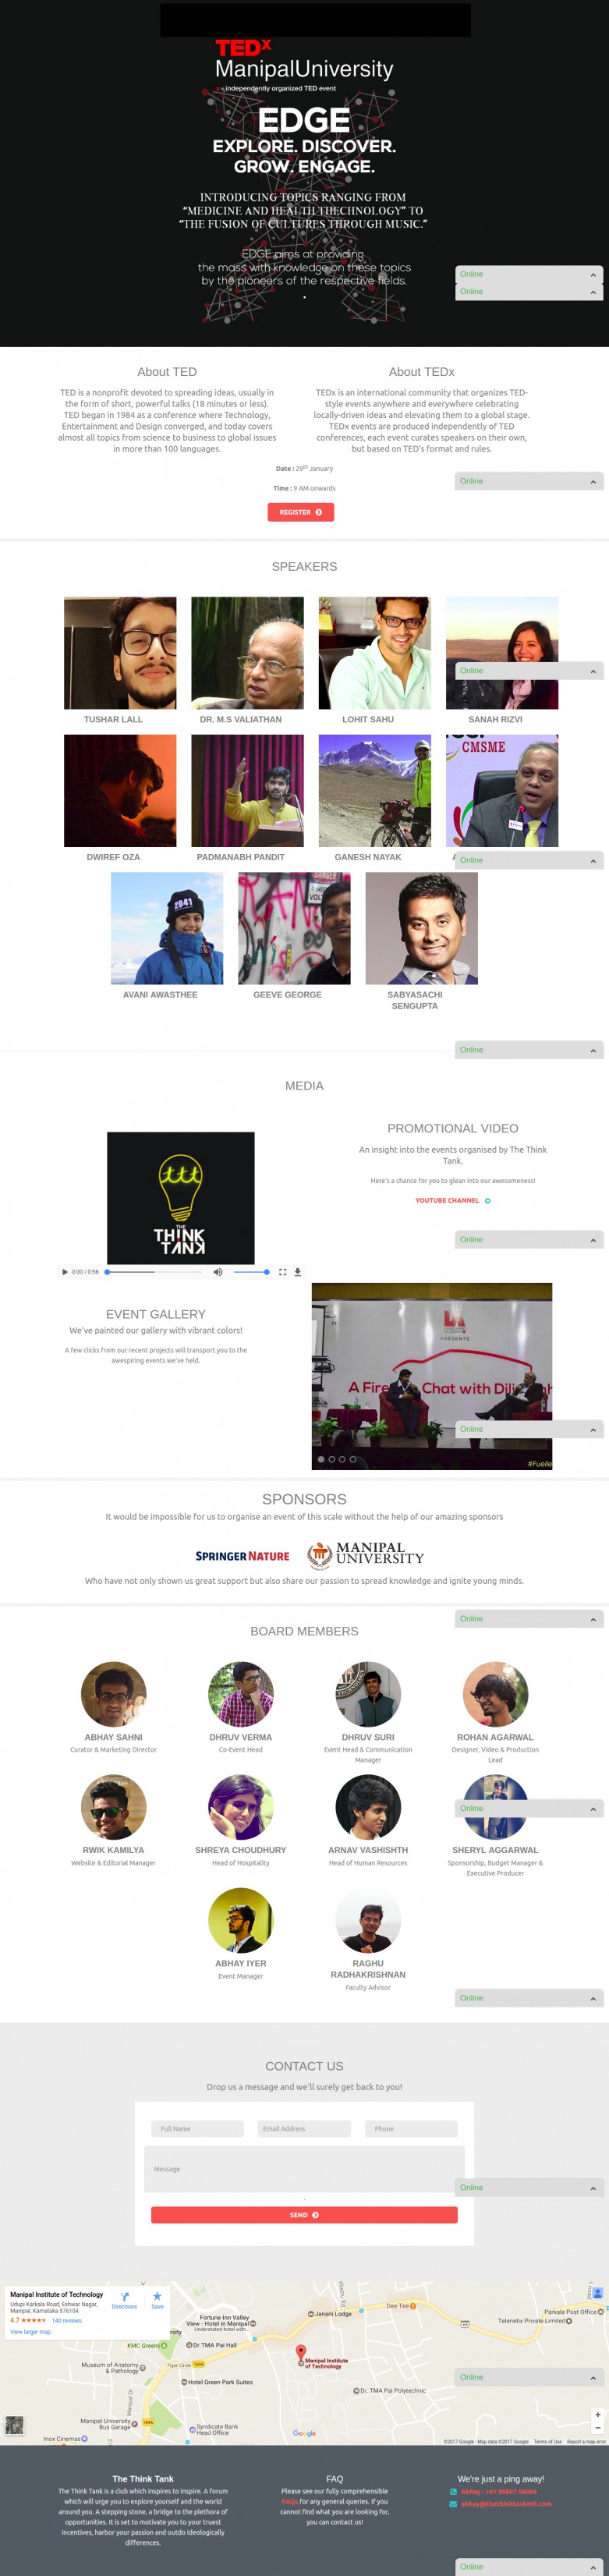 TEDx
ManipalUniversity
x = independently organized TED event
EDGE
EXPLORE. DISCOVER.
GROW. ENGAGE.
INTRODUCING TOPICS RANGING FROM
"MEDICINE AND HEALTH THECHNOLOGY" TO
"THE FUSION OF CULTURES THROUGH MUSIC."
EDGE aims at providing
the mass with knowledge on these topics
by the pioneers of the respective fields.
Online
Online
About TED
TED is a nonprofit devoted to spreading ideas, usually in
the form of short, powerful talks (18 minutes or less).
TED began in 1984 as a conference where Technology,
Entertainment and Design converged, and today covers
almost all topics from science to business to global issues
in more than 100 languages.
About TEDx
TEDx is an international community that organizes TED-
style events anywhere and everywhere celebrating
locally-driven ideas and elevating them to a global stage.
TEDx events are produced independently of TED
conferences, each event curates speakers on their own,
but based on TED's format and rules.
Date : 29th January
Time : 9 AM onwards
Online
REGISTER
SPEAKERS
Online
TUSHAR LALL
DR. M.S VALIATHAN
LOHIT SAHU
SANAH RIZVI
CMSME
DWIREF OZA
PADMANABH PANDIT
GANESH NAYAK
Online
2041
DANGER
AVANI AWASTHEE
GEEVE GEORGE
SABYASACHI
SENGUPTA
Online
MEDIA
ttt
THE
THINK
TANK
0:00 / 0:56
PROMOTIONAL VIDEO
An insight into the events organised by The Think
Tank.
Here's a chance for you to glean into our awesomeness!
YOUTUBE CHANNEL
Online
EVENT GALLERY
We've painted our gallery with vibrant colors!
A few clicks from our recent projects will transport you to the
awespiring events we've held.
PRESENTS
A Fire Chat with Dili
Online
#Fuelle
SPONSORS
It would be impossible for us to organise an event of this scale without the help of our amazing sponsors
SPRINGER NATURE
MANIPAL
UNIVERSITY
Who have not only shown us great support but also share our passion to spread knowledge and ignite young minds.
Online
BOARD MEMBERS
ABHAY SAHNI
Curator & Marketing Director
DHRUV VERMA
Co-Event Head
DHRUV SURI
Event Head & Communication
Manager
ROHAN AGARWAL
Designer, Video & Production
Lead
Online
RWIK KAMILYA
Website & Editorial Manager
SHREYA CHOUDHURY
Head of Hospitality
ARNAV VASHISHTH
Head of Human Resources
SHERYL AGGARWAL
Sponsorship, Budget Manager &
Executive Producer
ABHAY IYER
Event Manager
RAGHU
RADHAKRISHNAN
Faculty Advisor
Online
CONTACT US
Drop us a message and we'll surely get back to you!
Full Name
Email Address
Phone
Message
Online
SEND
Manipal Institute of Technology
Udupi Karkala Road, Eshwar Nagar,
Manipal, Karnataka 576104
4.7 140 reviews
View larger map
Directions
Save
Fortune Inn Valley
View - Hotel in Manipal
Understated hotel with...
Janani Lodge
Dee Tee
Parkala Post Office
Telenetix Private Limited
KMC Greens
Dr.TMA Pai Hall
Museum of Anatomy
& Pathology
Tiger Circle
Manipal Institute
of Technology
Hotel Green Park Suites
Dr. TMA Pai Polytechnic
Online
Manipal University
Bus Garage
Syndicate Bank
Head Office
Inox Cinemas
Google
©2017 Google - Map data ©2017 Google
Terms of Use
Report a map error
The Think Tank
The Think Tank is a club which inspires to inspire. A forum
which will urge you to explore yourself and the world
around you. A stepping stone, a bridge to the plethora of
opportunities. It is set to motivate you to your truest
incentives, harbor your passion and outdo ideologically
differences.
FAQ
Please see our fully comprehensible
FAQs for any general queries. If you
cannot find what you are looking for,
you can contact us!
We're just a ping away!
abhay@thethinktankmit.com
Online